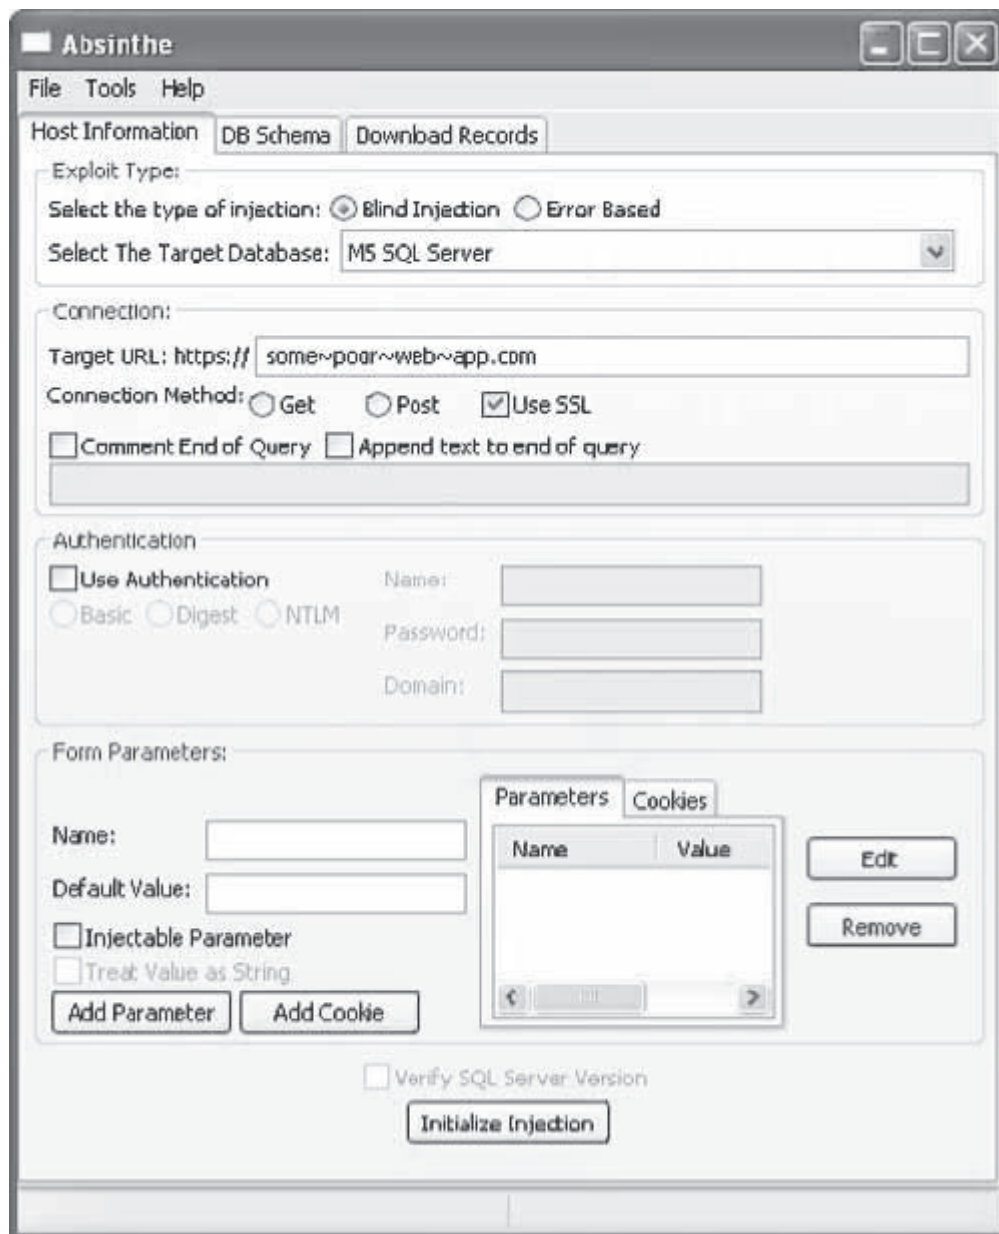 Absinthe
File Tools Help
Host Information DB Schema Download Records
Exploit Type:
Select the type of injection: Blind Injection Error Based
Select The Target Database: MS SQL Server
Connection:
Target URL: https:// some~poor~web~app.com
Connection Method: Get Post Use SSL
Comment End of Query Append text to end of query
Authentication
Use Authentication Name:
Basic Digest NTLM
Password:
Domain:
Form Parameters:
Parameters Cookies
Name: Name Value
Edit
Default Value:
Remove
Injectable Parameter
Treat Value as String
Add Parameter Add Cookie
Verify SQL Server Version
Initialize Injection